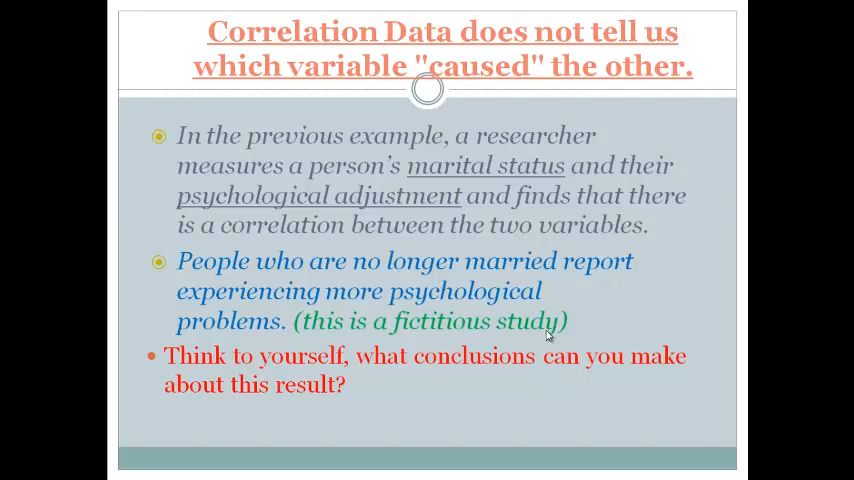 Correlation Data does not tell us
which variable "caused" the other.
In the previous example, a researcher
measures a person's marital status and their
psychological adjustment and finds that there
is a correlation between the two variables.
People who are no longer married report
experiencing more psychological
problems. (this is a fictitious study)
Think to yourself, what conclusions can you make
about this result?